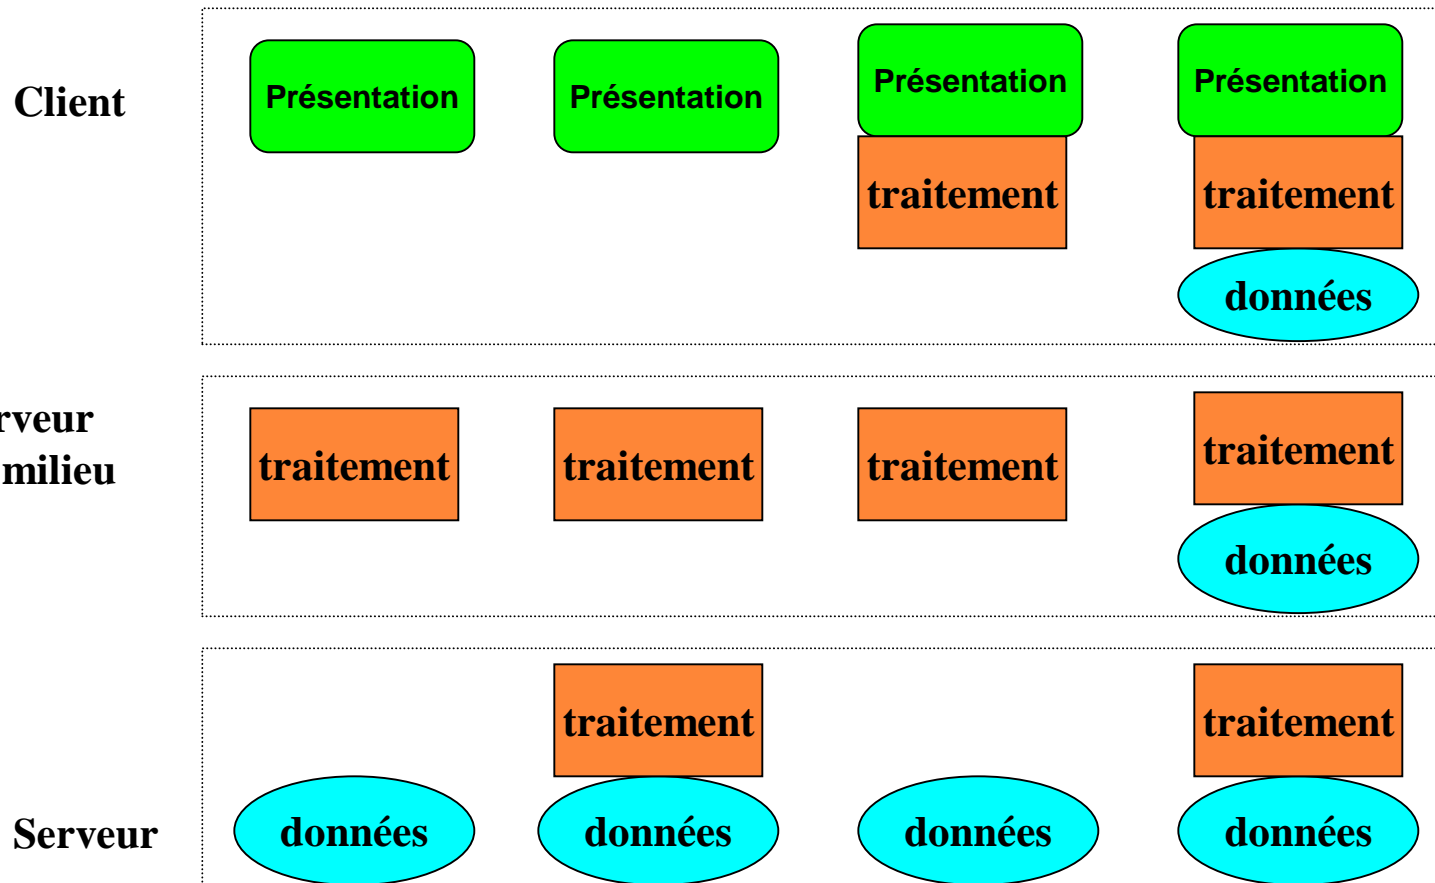 Présentation
Présentation
Client
Présentation
Présentation
traitement
traitement
données
rveur
milieu
traitement
traitement
traitement
traitement
données
traitement
traitement
Serveur
données
données
données
données